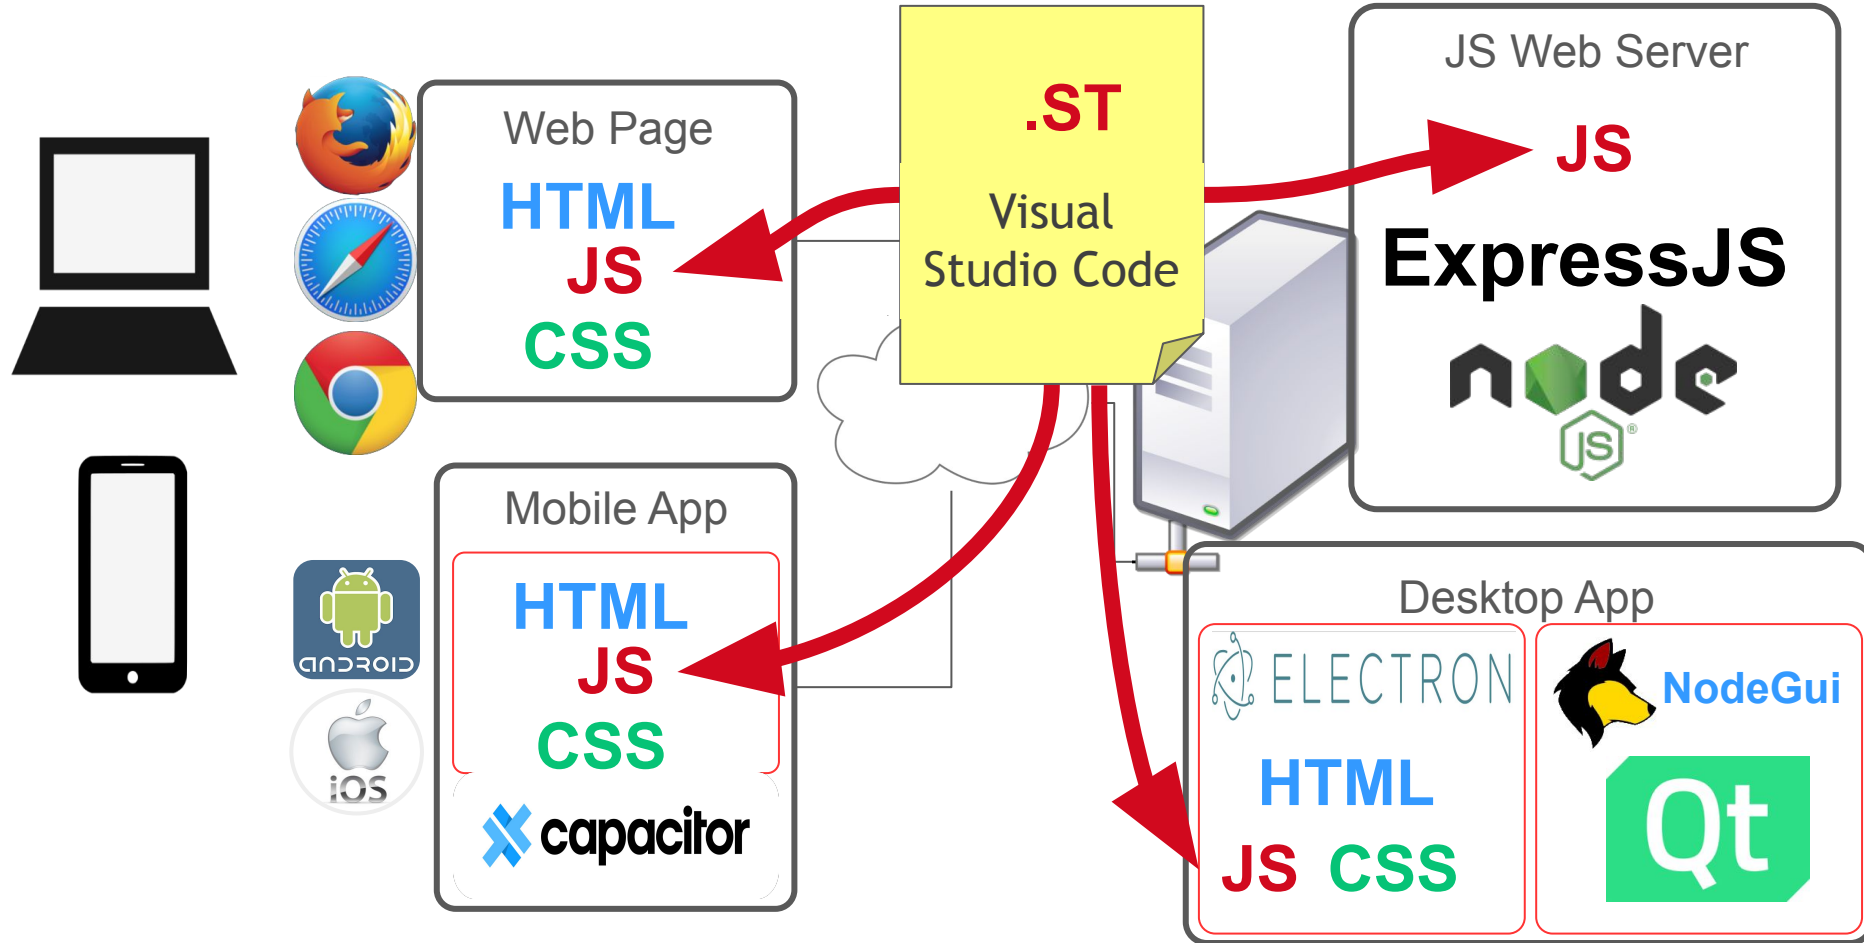 .ST
Visual
Studio Code
Web Page
HTML
JS
CSS
JS Web Server
JS
ExpressJS
node
JS
®
Mobile App
HTML
JS
CSS
capacitor
ANDROID
iOS
Desktop App
ELECTRON
HTML
JS CSS
NodeGui
Qt